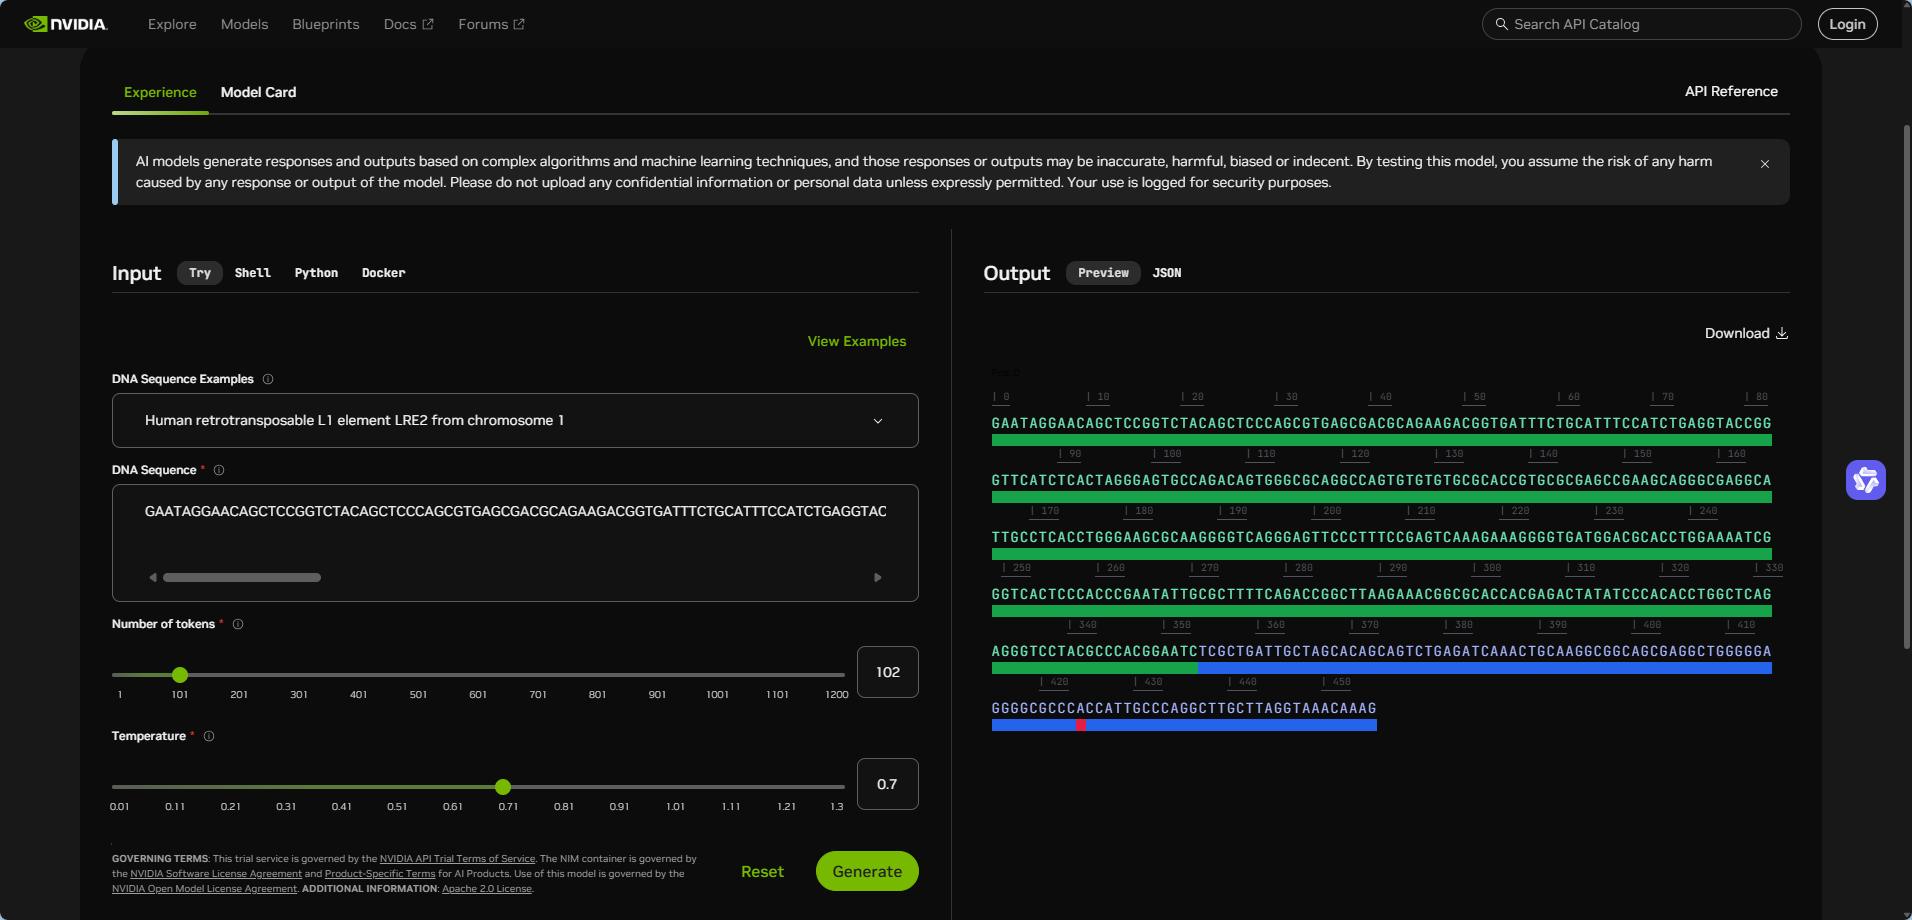 NVIDIA.
Explore
Models
Blueprints
Docs
Forums
Search API Catalog
Login
Experience
Model Card
API Reference
AI models generate responses and outputs based on complex algorithms and machine learning techniques, and those responses or outputs may be inaccurate, harmful, biased or indecent. By testing this model, you assume the risk of any harm
caused by any response or output of the model. Please do not upload any confidential information or personal data unless expressly permitted. Your use is logged for security purposes.
Input
Try
Shell
Python
Docker
View Examples
DNA Sequence Examples
Human retrotransposable L1 element LRE2 from chromosome 1
DNA Sequence *
GAATAGGAACAGCTCCGGTCTACAGCTCCCAGCGTGAGCGACGCAGAAGACGGTGATTTCTGCATTTCCATCTGAGGTAC
Number of tokens *
102
1 101 201 301 401 501 601 701 801 901 1001 1101 1200
Temperature *
0.7
0.01 0.11 0.21 0.31 0.41 0.51 0.61 0.71 0.81 0.91 1.01 1.11 1.21 1.3
GOVERNING TERMS: This trial service is governed by the NVIDIA API Trial Terms of Service. The NIM container is governed by
the NVIDIA Software License Agreement and Product-Specific Terms for AI Products. Use of this model is governed by the
NVIDIA Open Model License Agreement. ADDITIONAL INFORMATION: Apache 2.0 License.
Reset
Generate
Output
Preview
JSON
Download
| 0 | 10 | 20 | 30 | 40 | 50 | 60 | 70 | 80
GAATAGGAACAGCTCCGGTCTACAGCTCCCAGCGTGAGCGACGCAGAAGACGGTGATTTCTGCATTTCCATCTGAGGTACCGG
| 90 | 100 | 110 | 120 | 130 | 140 | 150 | 160
GTTCATCTCACTAGGGAGTGCCAGACAGTGGGCGCAGGCCAGTGTGTGTGCGCACCGTGCGCGAGCCGAAGCAGGGCGAGGCA
| 170 | 180 | 190 | 200 | 210 | 220 | 230 | 240
TTGCCTCACCTGGGAAGCGCAAGGGGTCAGGGAGTTCCCTTTCCGAGTCAAAGAAAGGGGTGATGGACGCACCTGGAAAATCG
| 250 | 260 | 270 | 280 | 290 | 300 | 310 | 320 | 330
GGTCACTCCCACCCGAATATTGCGCTTTTCAGACCGGCTTAAGAAACGGCGCACCACGAGACTATATCCCACACCTGGCTCAG
| 340 | 350 | 360 | 370 | 380 | 390 | 400 | 410
AGGGTCCTACGCCCACGGAATCTCGCTGATTGCTAGCACAGCAGTCTGAGATCAAACTGCAAGGCGGCAGCGAGGCTGGGGGA
| 420 | 430 | 440 | 450
GGGGCGCCCACCATTGCCCAGGCTTGCTTAGGTAAACAAAG